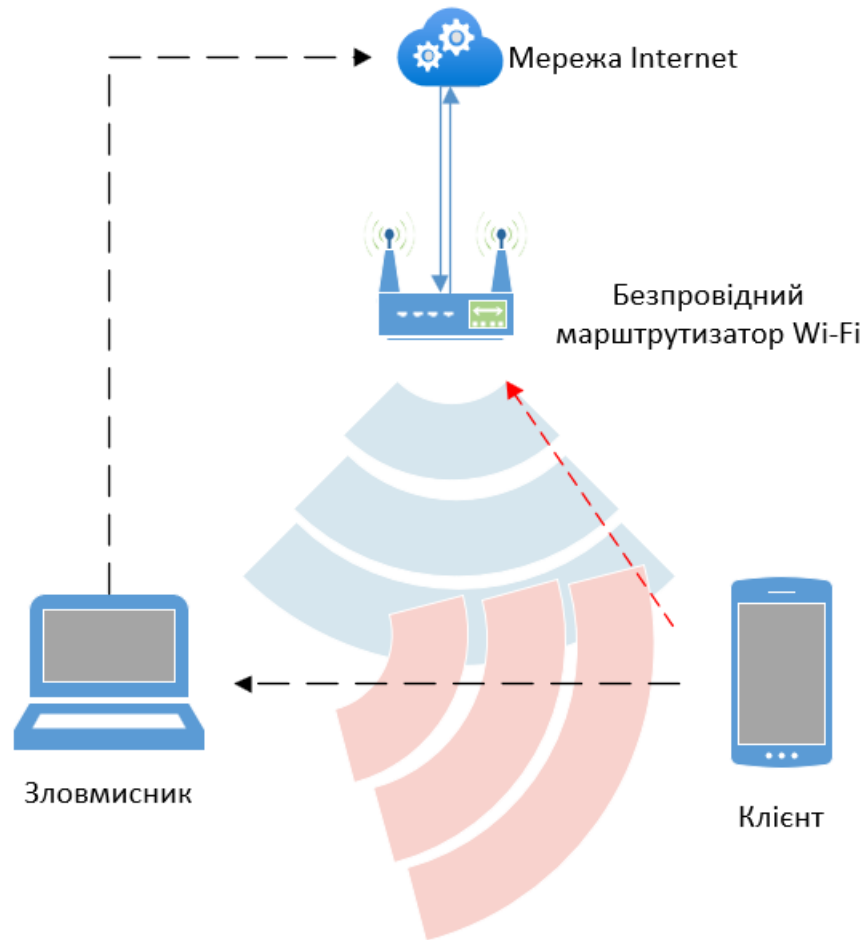 Мережа Internet
Безпровідний
марштрутизатор Wi-Fi
Зловмисник
Клієнт